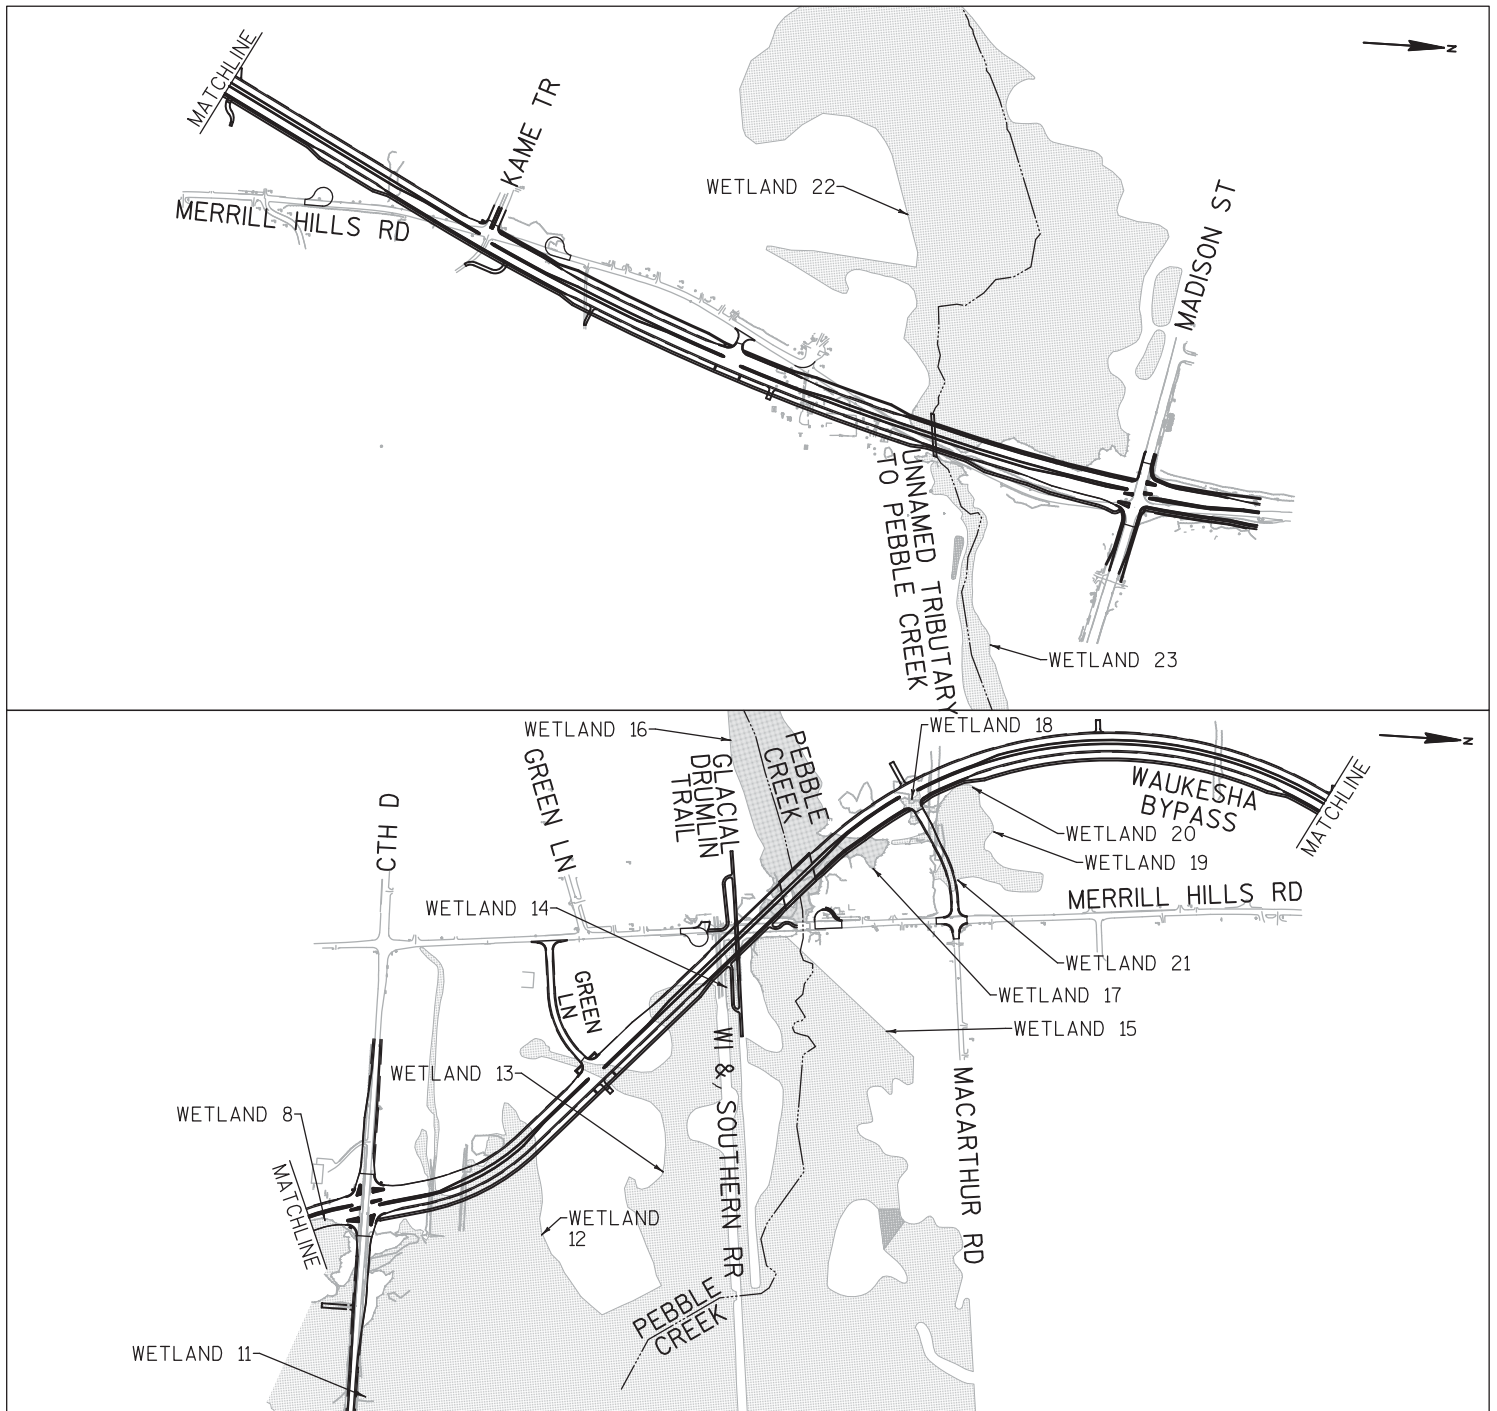 N
MATCHLINE
KAME TR
MERRILL HILLS RD
WETLAND 22
MADISON ST
UNNAMED TRIBUTARY
TO PEBBLE CREEK
WETLAND 23
N
WETLAND 16
WETLAND 18
GREEN LN
GLACIAL
DRUMLIN
TRAIL
PEBBLE
CREEK
WAUKESHA
BYPASS
MATCHLINE
CTH D
WETLAND 20
WETLAND 19
MERRILL HILLS RD
WETLAND 14
WETLAND 21
GREEN
LN
WETLAND 17
WETLAND 15
WETLAND 13
WI & SOUTHERN RR
MACARTHUR RD
WETLAND 8
MATCHLINE
WETLAND
12
PEBBLE
CREEK
WETLAND 11